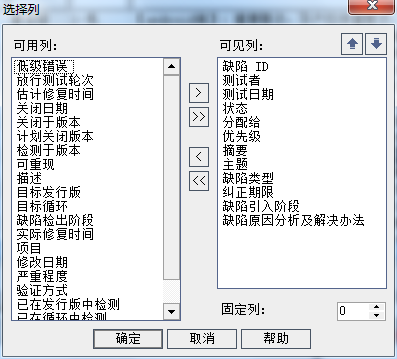 选择列
可用列:
低级错误
放行测试轮次
估计修复时间
关闭日期
关闭于版本
计划关闭版本
检测于版本
可重现
描述
目标发行版
目标循环
缺陷检出阶段
实际修复时间
项目
修改日期
严重程度
验证方式
已在发行版中检测
已在循环中检测
>
>>
<
<<
可见列:
缺陷 ID
测试者
测试日期
状态
分配给
优先级
摘要
主题
缺陷类型
纠正期限
缺陷引入阶段
缺陷原因分析及解决办法
固定列:
0
确定
取消
帮助